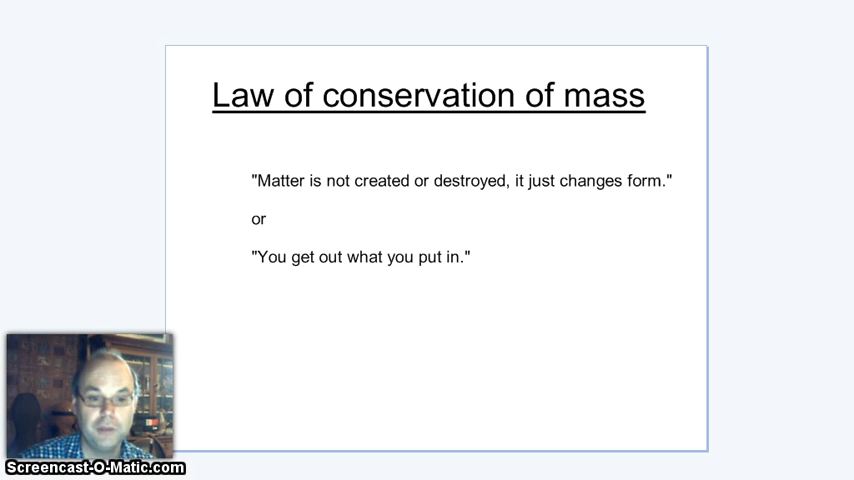 Law of conservation of mass
"Matter is not created or destroyed, it just changes form."
or
"You get out what you put in."
Screencast-O-Matic.com